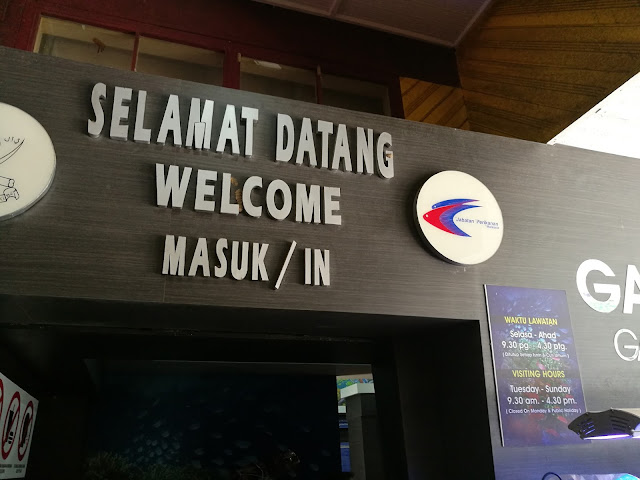 SELAMAT DATANG
WELCOME
MASUK / IN
Jabatan Perikanan
WAKTU LAWATAN
Selasa - Ahad
9.30 pg. - 4.30 ptg.
VISITING HOURS
Tuesday - Sunday
9.30 am. - 4.30 pm.
( Closed On Monday & Public Holiday )
GA
GA